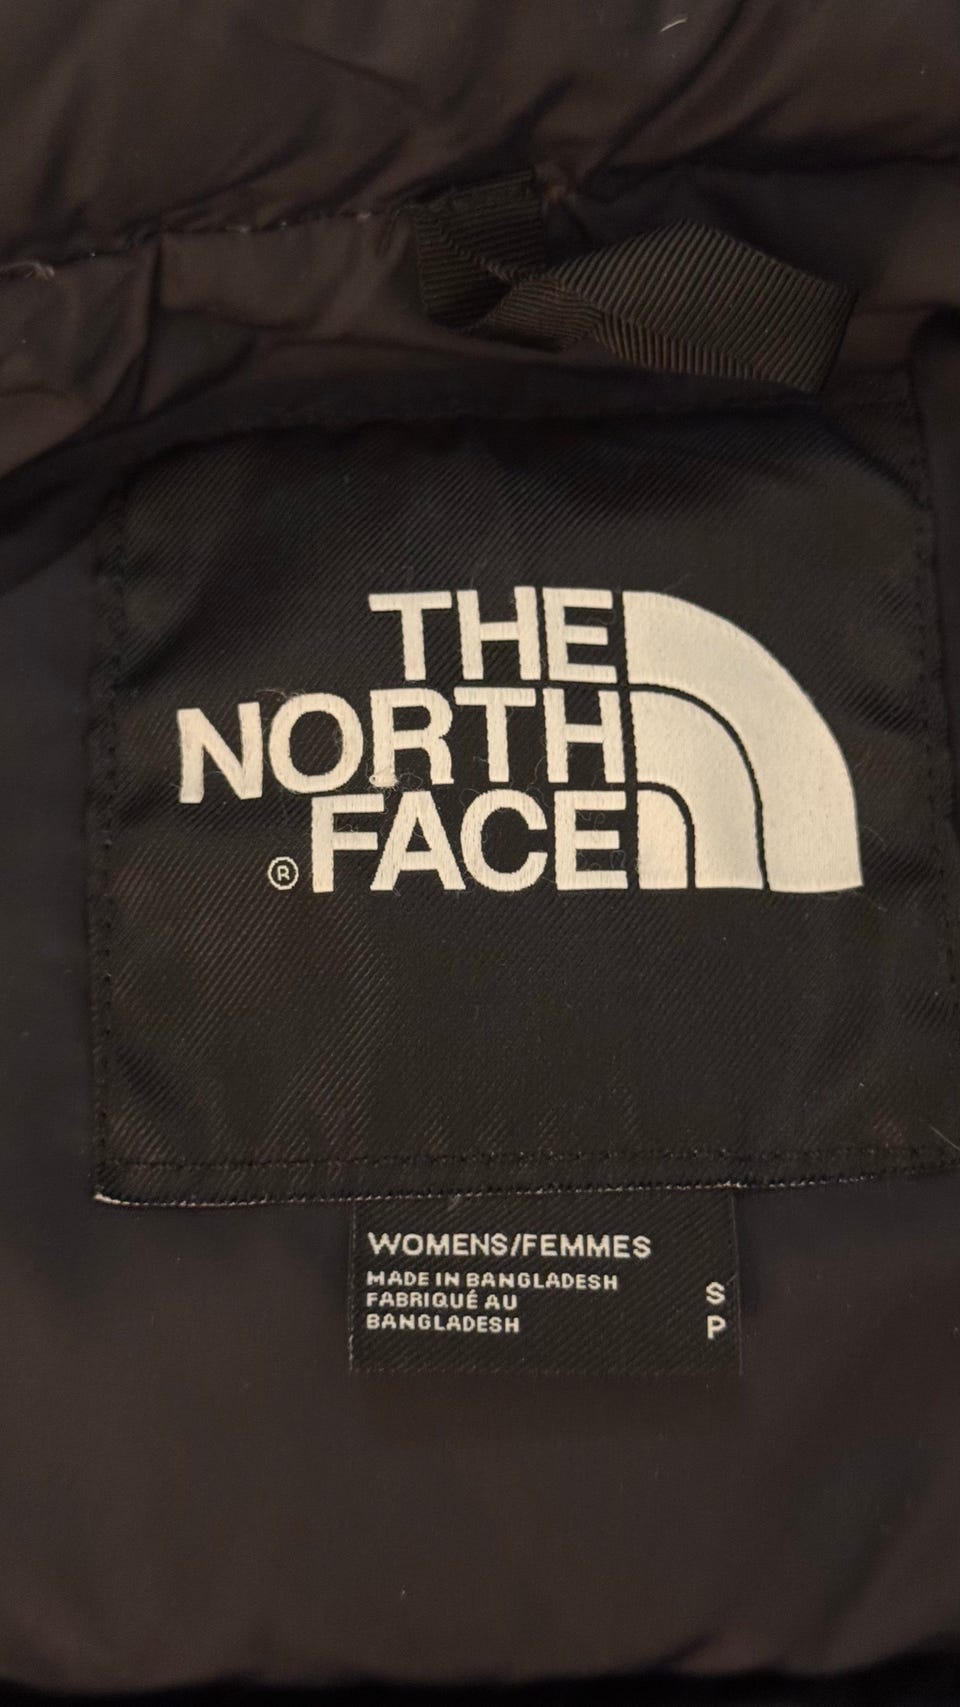 THE
NORTH
FACE
®
WOMENS/FEMMES
MADE IN BANGLADESH
FABRIQUÉ AU
BANGLADESH
S
P